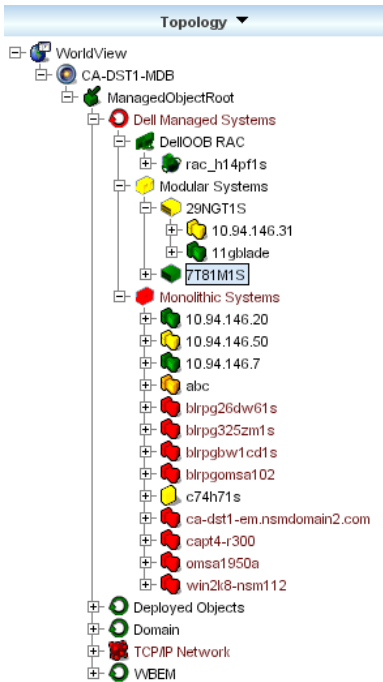 Topology
WorldView
CA-DST1-MDB
ManagedObjectRoot
Dell Managed Systems
DellOOB RAC
rac_h14pf1s
Modular Systems
29NGT1S
10.94.146.31
11gblade
7T81M1S
Monolithic Systems
10.94.146.20
10.94.146.50
10.94.146.7
abc
blrpg26dw61s
blrpg325zm1s
blrpgbw1cd1s
blrpgomsa102
c74h71s
ca-dst1-em.nsmdomain2.com
capt4-r300
omsa1950a
win2k8-nsm112
Deployed Objects
Domain
TCP/IP Network
WBEM